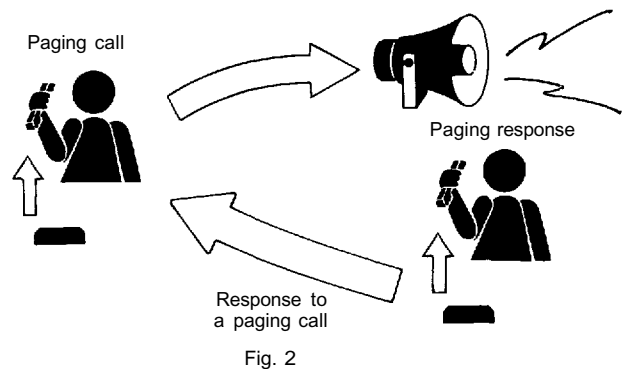 Paging call
Paging response
Response to
a paging call
Fig. 2